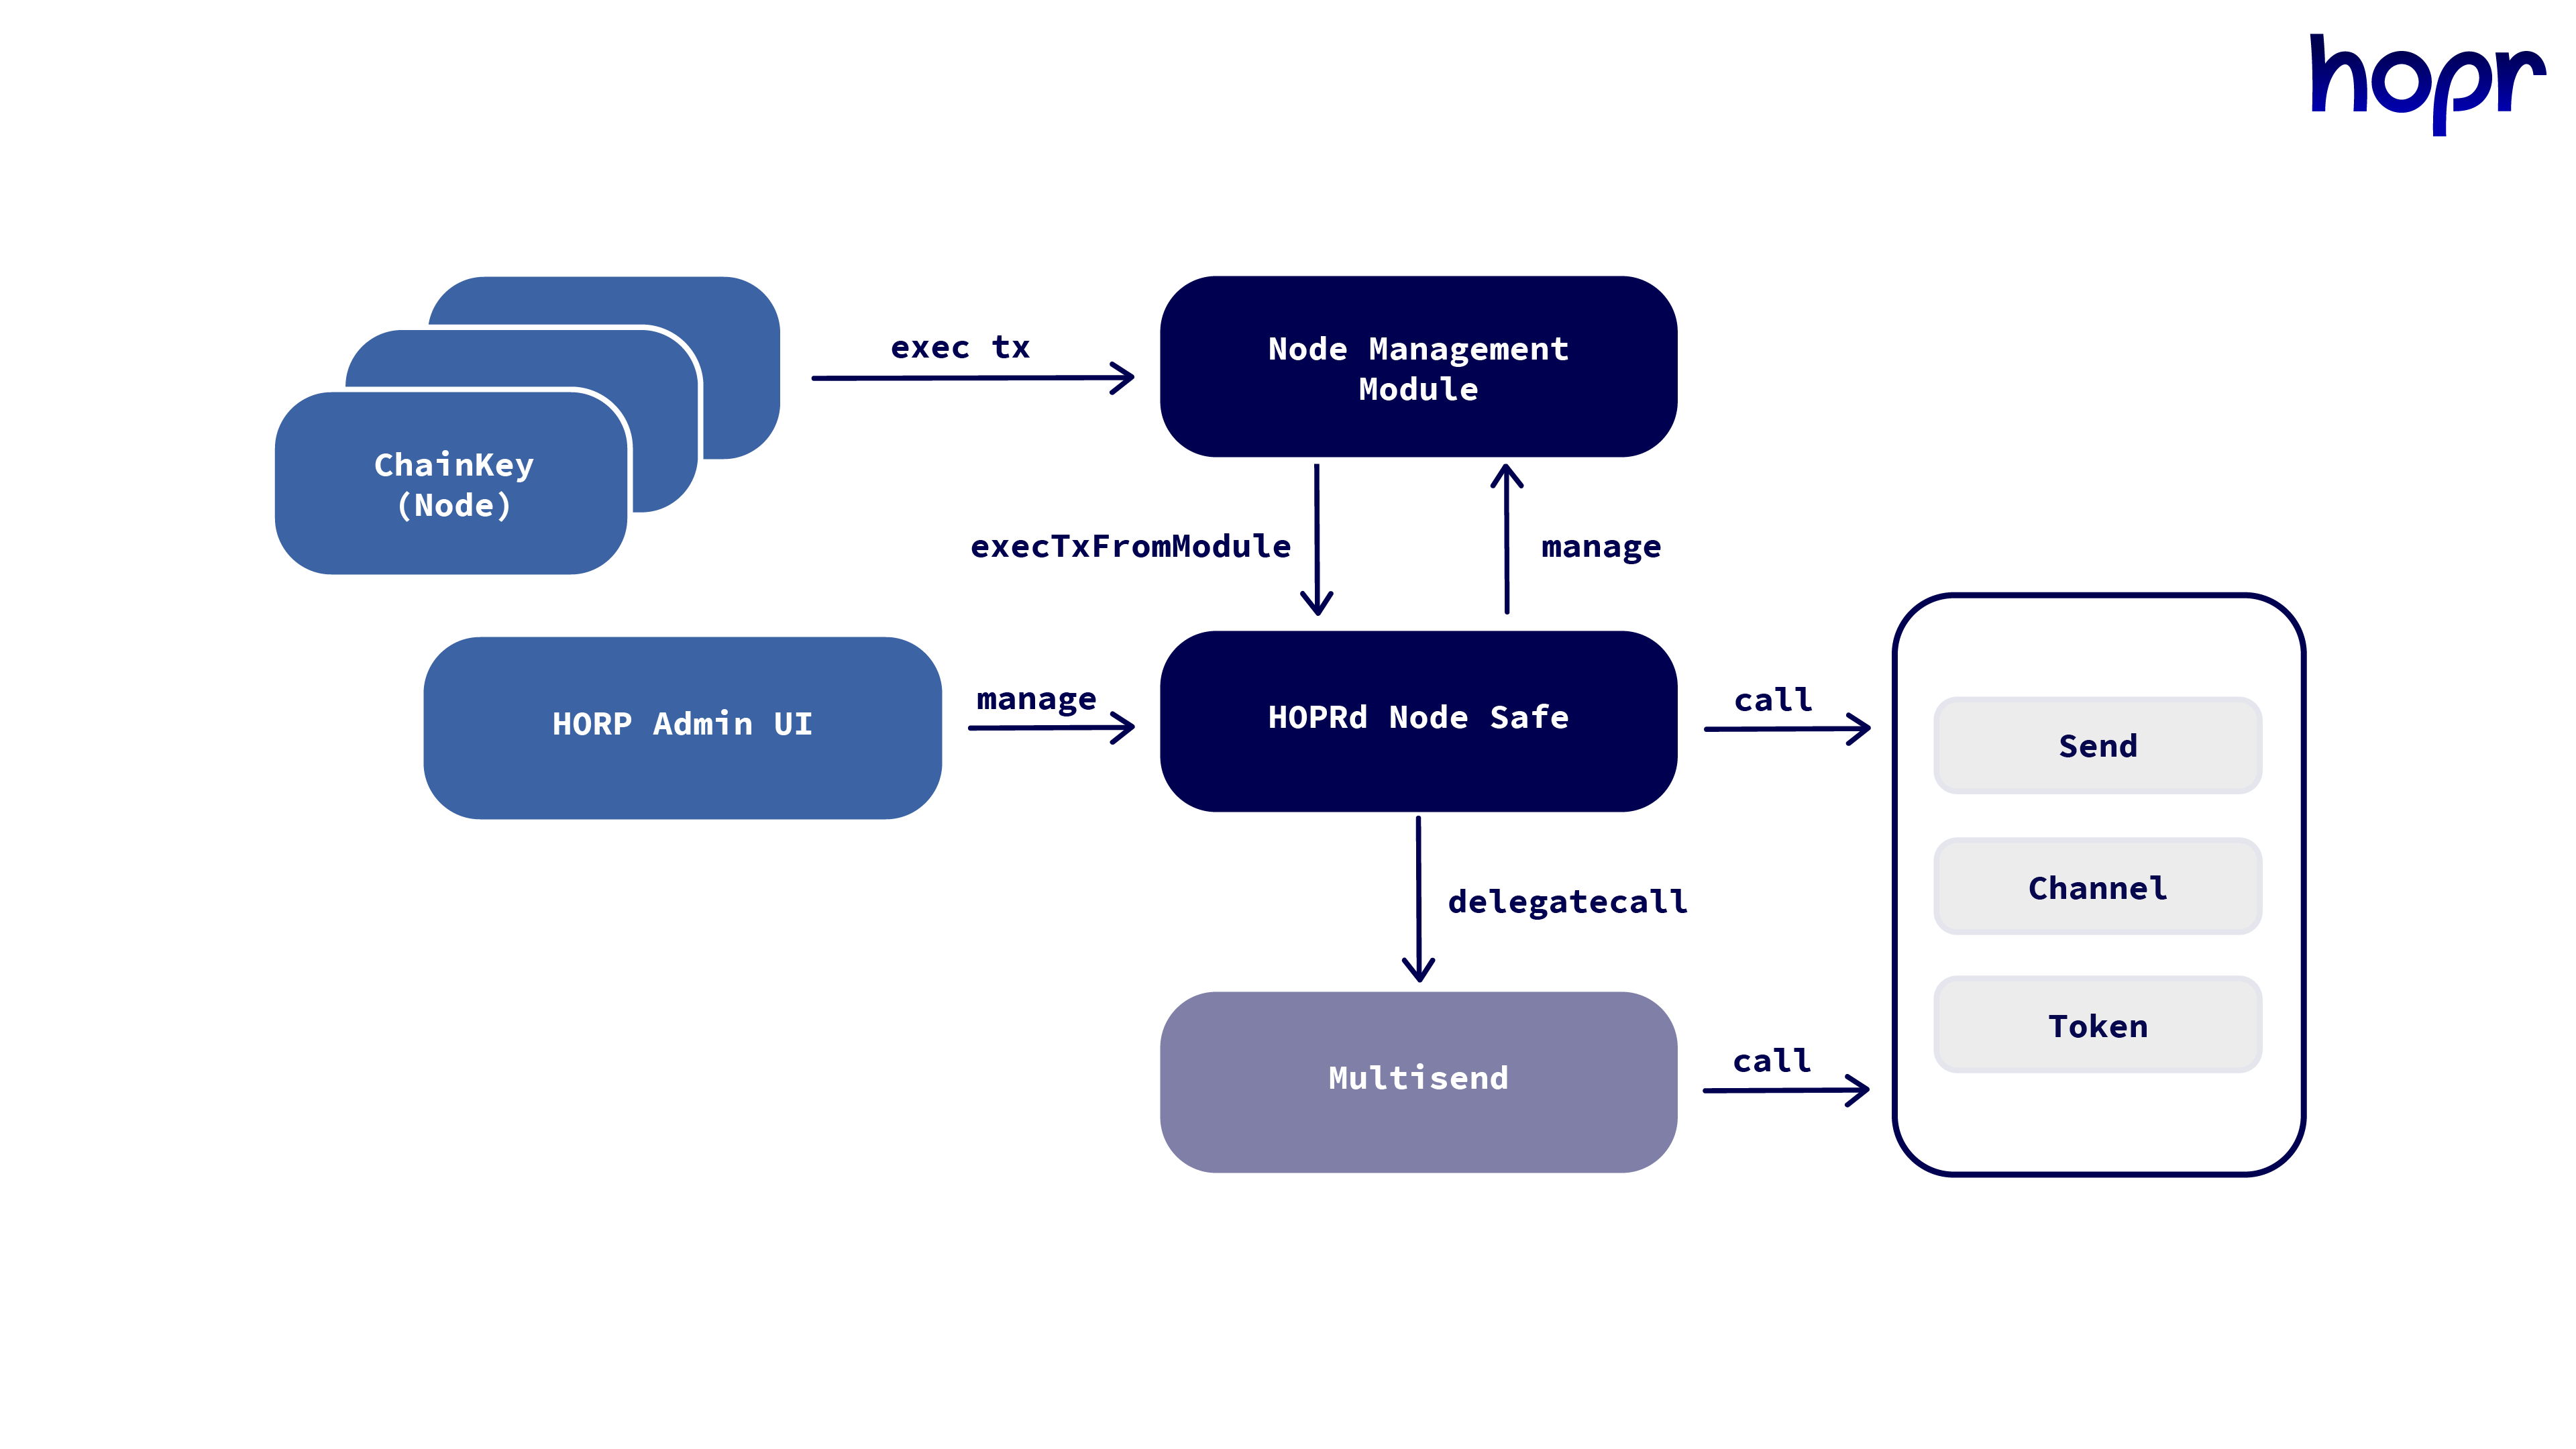 hopr
exec tx
Node Management
Module
ChainKey
(Node)
execTxFromModule
manage
HORP Admin UI
manage
HOPRd Node Safe
call
Send
Channel
Token
delegatecall
Multisend
call